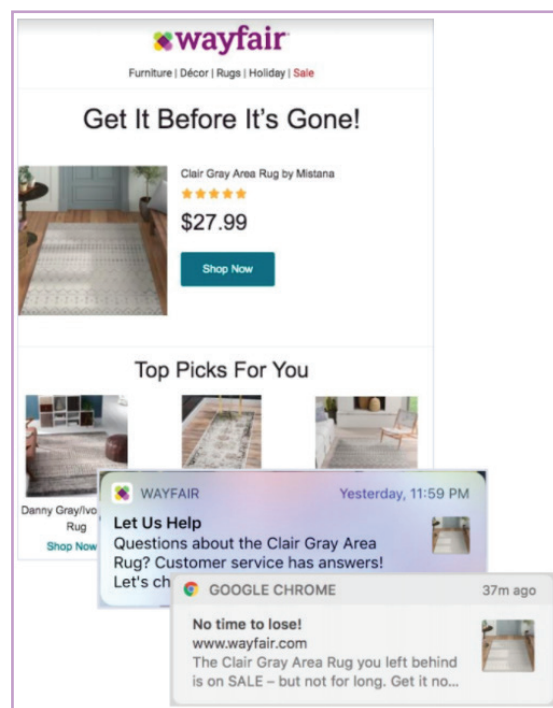 wayfair
Furniture | Décor | Rugs | Holiday | Sale
Get It Before It’s Gone!
Clair Gray Area Rug by Mistana
$27.99
Shop Now
Top Picks For You
Danny Gray/Ivo
Rug
Shop Now
WAYFAIR Yesterday, 11:59 PM
Let Us Help
Questions about the Clair Gray Area
Rug? Customer service has answers!
Let's ch
GOOGLE CHROME 37m ago
No time to lose!
www.wayfair.com
The Clair Gray Area Rug you left behind
is on SALE – but not for long. Get it no...